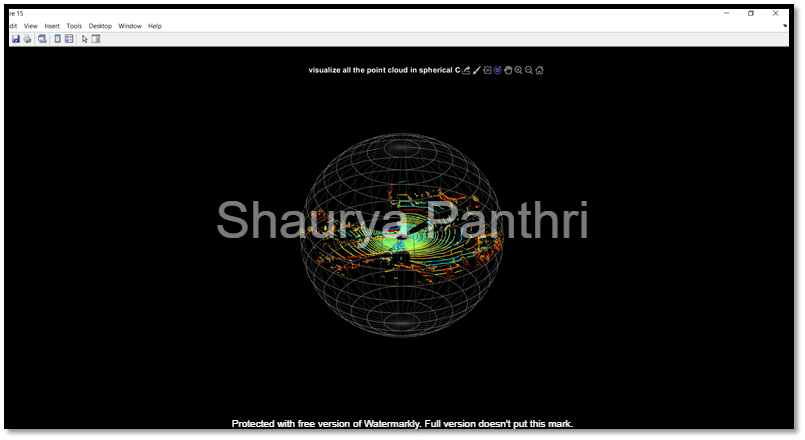 re 15
dit View Insert Tools Desktop Window Help
visualize all the point cloud in spherical C
Shaurya Panthri
Protected with free version of Watermarkly. Full version doesn't put this mark.